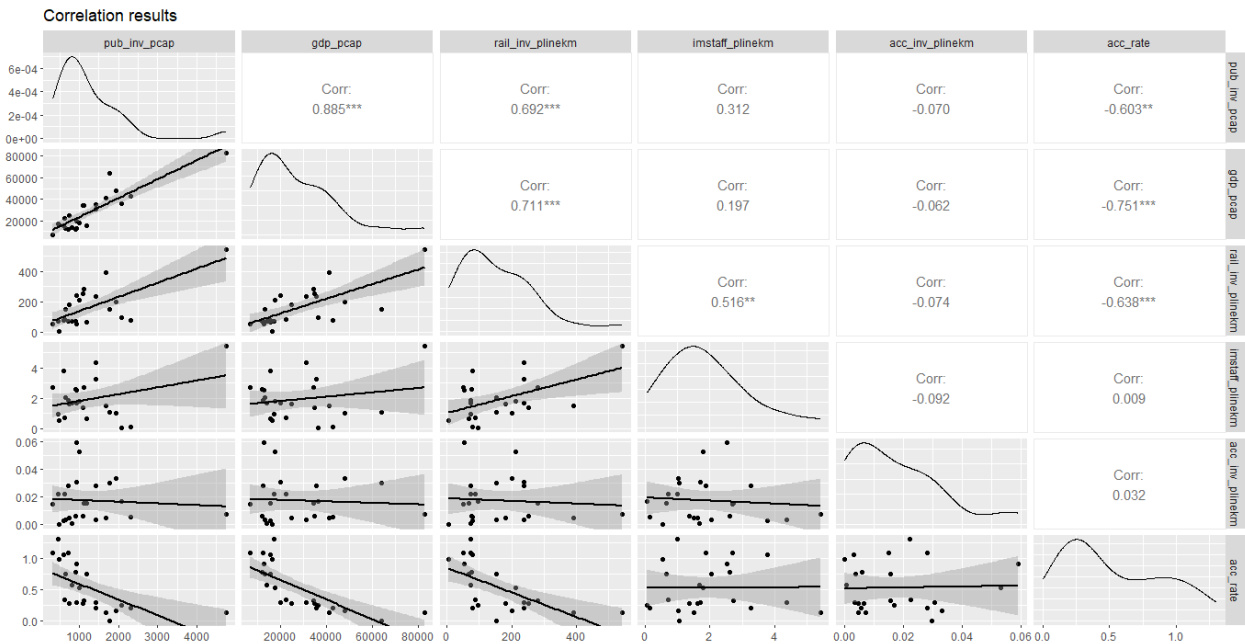 Correlation results
pub_inv_pcap gdp_pcap rail_inv_plinekm imstaff_plinekm acc_inv_plinekm acc_rate
6e-04
4e-04
2e-04
0e+00
Corr: Corr: Corr: Corr: Corr:
0.885*** 0.692*** 0.312 -0.070 -0.603**
pub_inv_pcap
80000
60000
40000
20000
Corr: Corr: Corr: Corr:
0.711*** 0.197 -0.062 -0.751***
gdp_pcap
400
200
0
Corr: Corr: Corr:
0.516** -0.074 -0.638***
rail_inv_plinekm
4
2
0
Corr: Corr:
-0.092 0.009
imstaff_plinekm
0.06
0.04
0.02
0.00
Corr:
0.032
acc_inv_plinekm
1.0
0.5
0.0
acc_rate
1000 2000 3000 4000 20000 40000 60000 80000 0 200 400 0 2 4 0.00 0.02 0.04 0.06 0.0 0.5 1.0